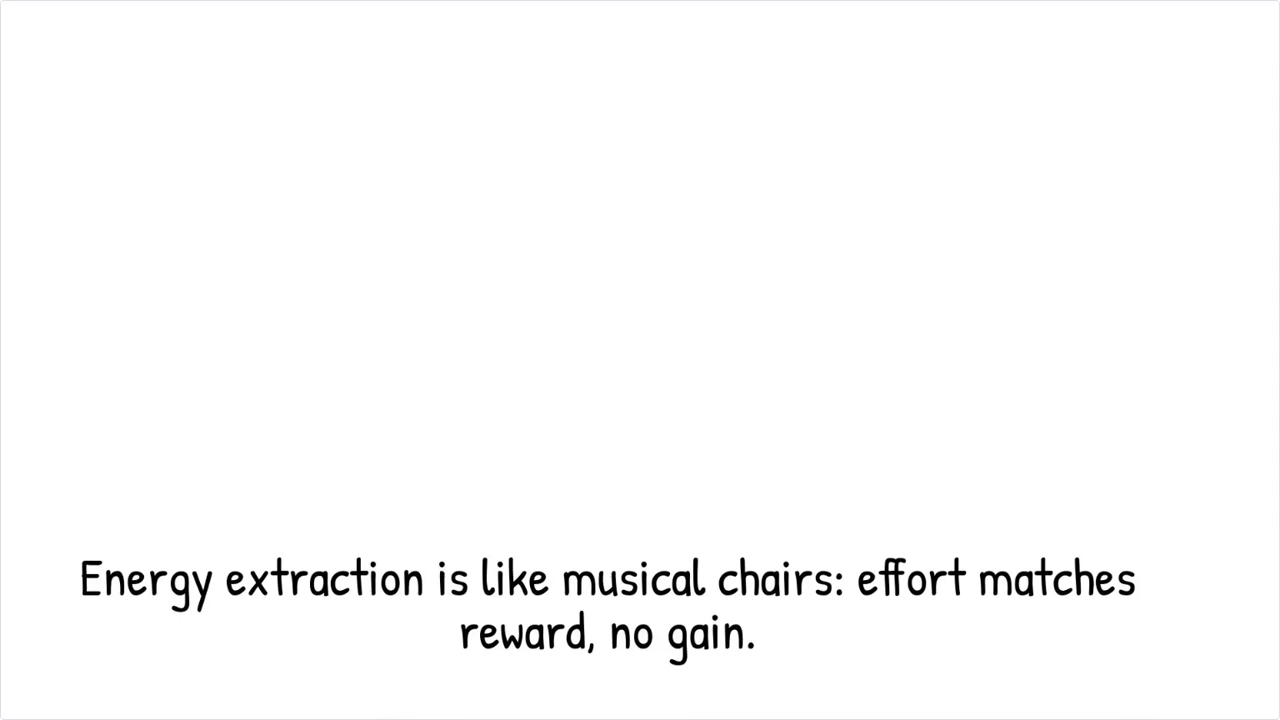 Energy extraction is like musical chairs: effort matches
reward, no gain.